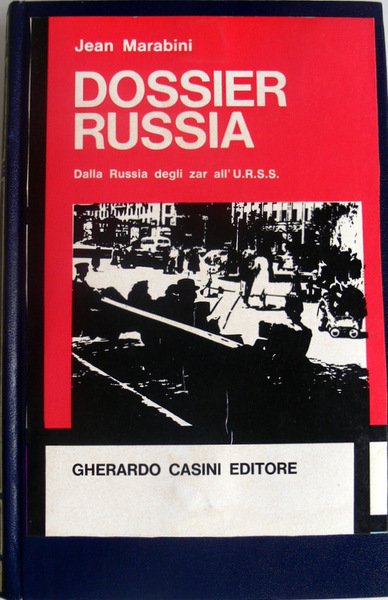 Jean Marabini
DOSSIER
RUSSIA
Dalla Russia degli zar all'U.R.S.S.
GHERARDO CASINI EDITORE